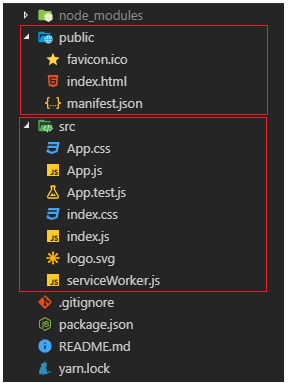 node_modules
public
favicon.ico
index.html
manifest.json
src
App.css
App.js
App.test.js
index.css
index.js
logo.svg
serviceWorker.js
.gitignore
package.json
README.md
yarn.lock